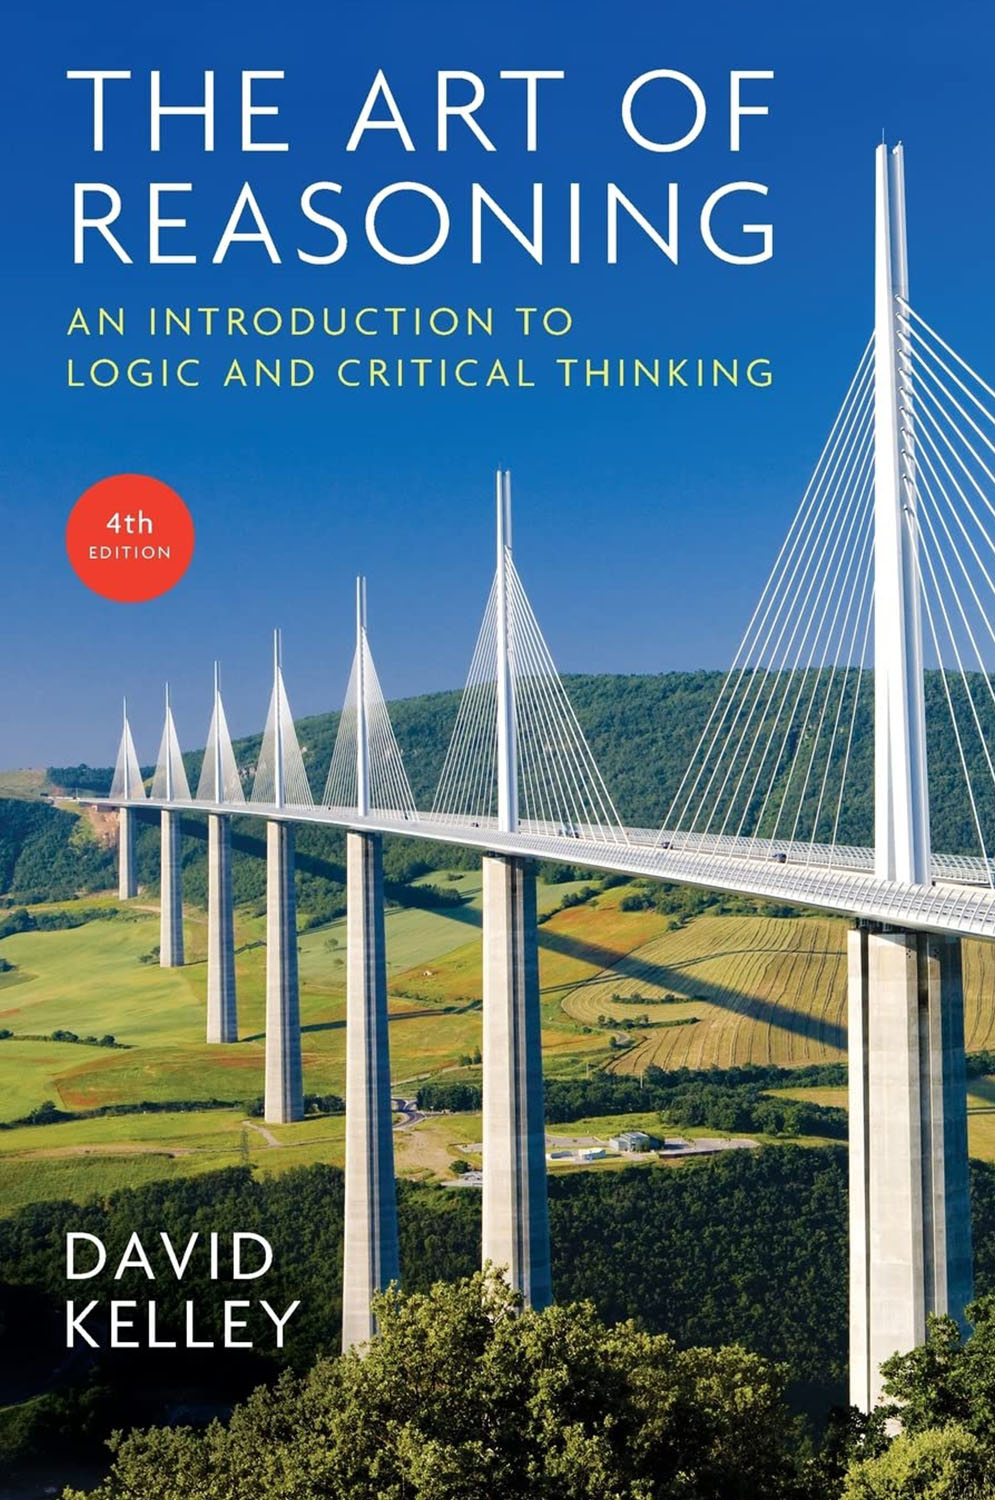 THE ART OF
REASONING
AN INTRODUCTION TO
LOGIC AND CRITICAL THINKING
4th
EDITION
DAVID
KELLEY